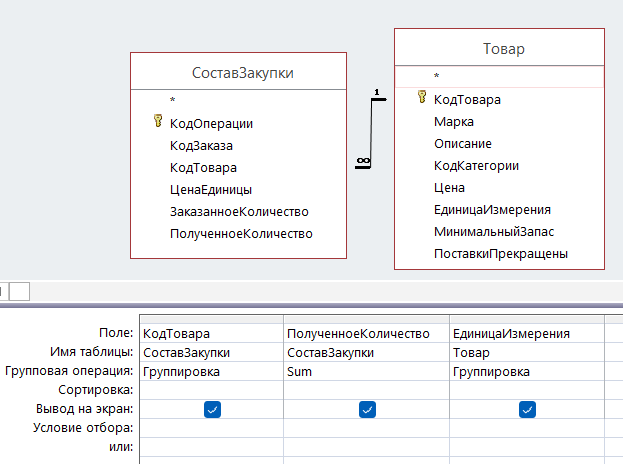 СоставЗакупки
*
КодОперации
КодЗаказа
КодТовара
ЦенаЕдиницы
ЗаказанноеКоличество
ПолученноеКоличество
1
∞
Товар
*
КодТовара
Марка
Описание
КодКатегории
Цена
ЕдиницаИзмерения
МинимальныйЗапас
ПоставкиПрекращены
Поле: КодТовара ПолученноеКоличество ЕдиницаИзмерения
Имя таблицы: СоставЗакупки СоставЗакупки Товар
Групповая операция: Группировка Sum Группировка
Сортировка:
Вывод на экран:
Условие отбора:
или: